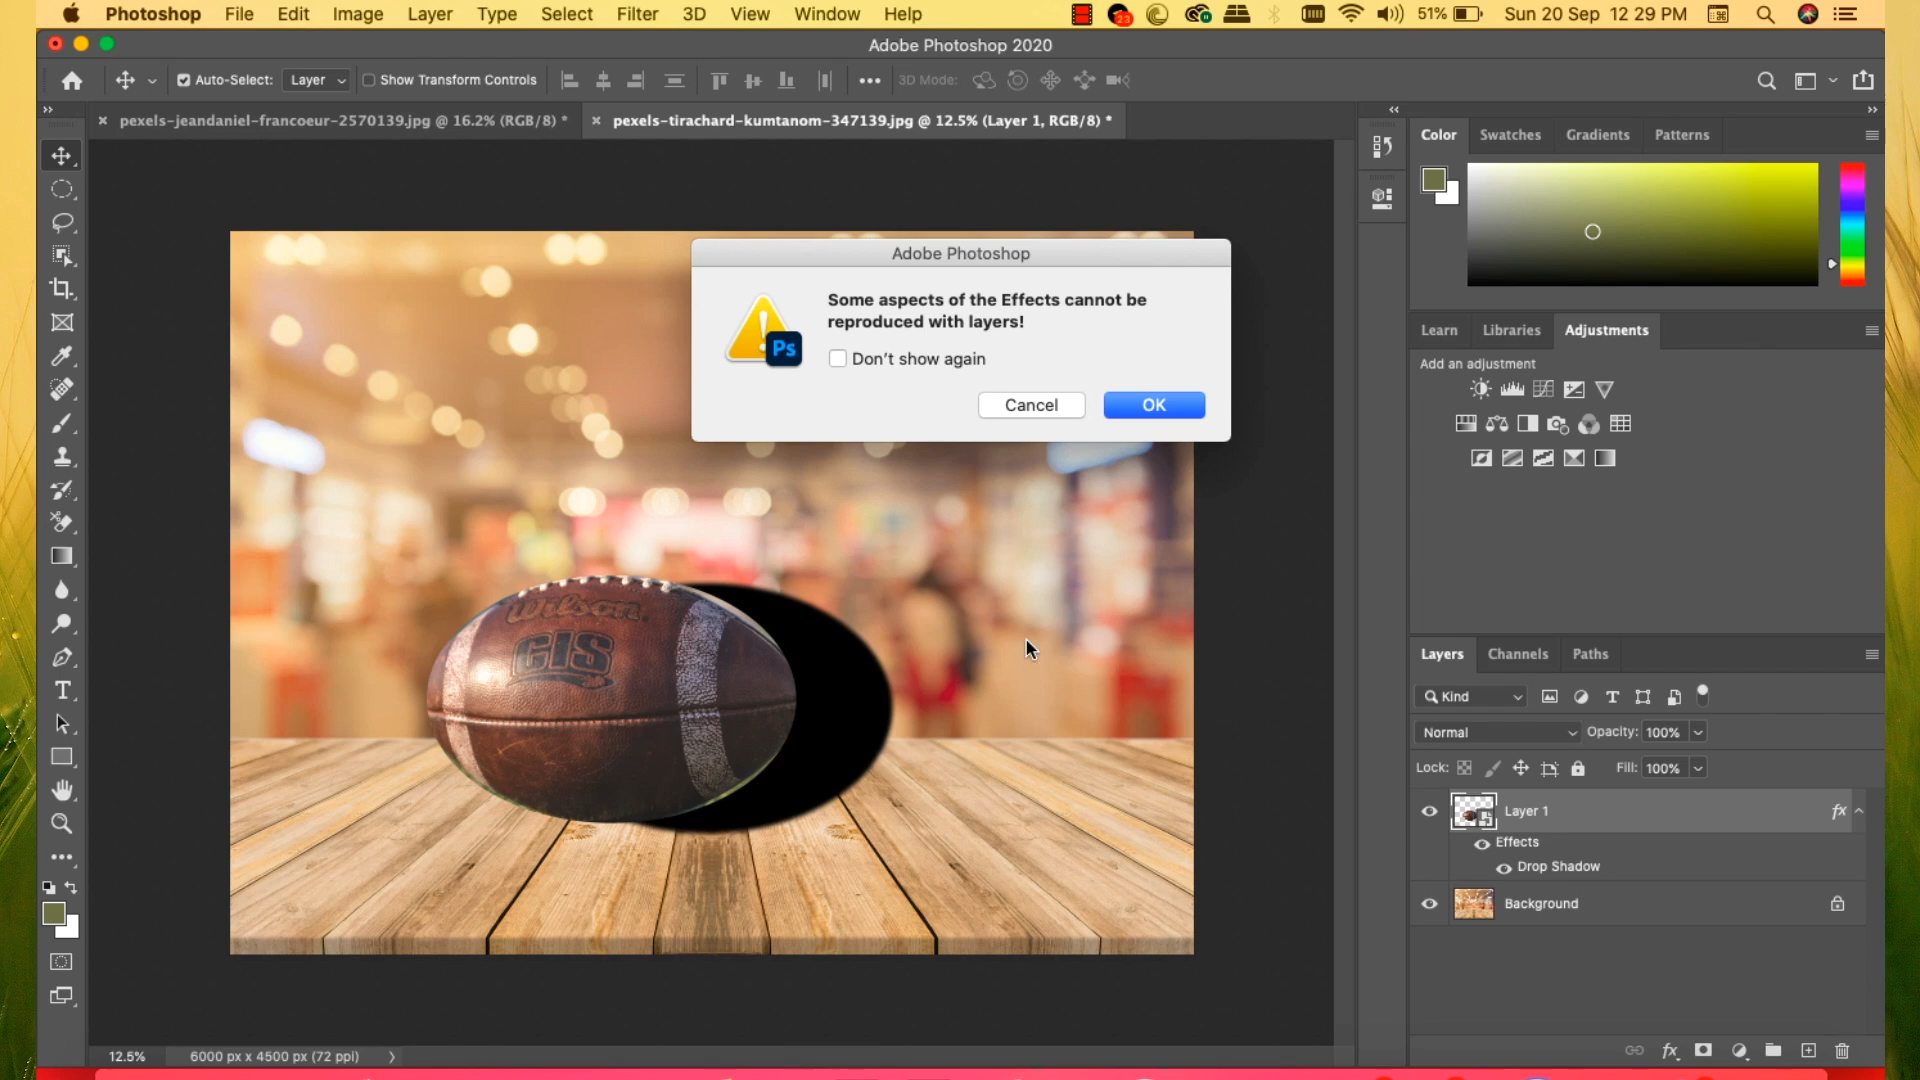 Photoshop File Edit Image Layer Type Select Filter 3D View Window Help 23 51% Sun 20 Sep 12 29 PM
Adobe Photoshop 2020
Auto-Select: Layer Show Transform Controls 3D Mode:
pexels-jeandaniel-francoeur-2570139.jpg @ 16.2% (RGB/8) *
pexels-tirachard-kumtanom-347139.jpg @ 12.5% (Layer 1, RGB/8) *
Color Swatches Gradients Patterns
Adobe Photoshop
Some aspects of the Effects cannot be
reproduced with layers!
Ps
Don't show again
Cancel OK
Learn Libraries Adjustments
Add an adjustment
Wilson
GIS
Layers Channels Paths
Kind
Normal Opacity: 100%
Lock: Fill: 100%
Layer 1 fx
Effects
Drop Shadow
Background
fx
12.5% 6000 px x 4500 px (72 ppi)